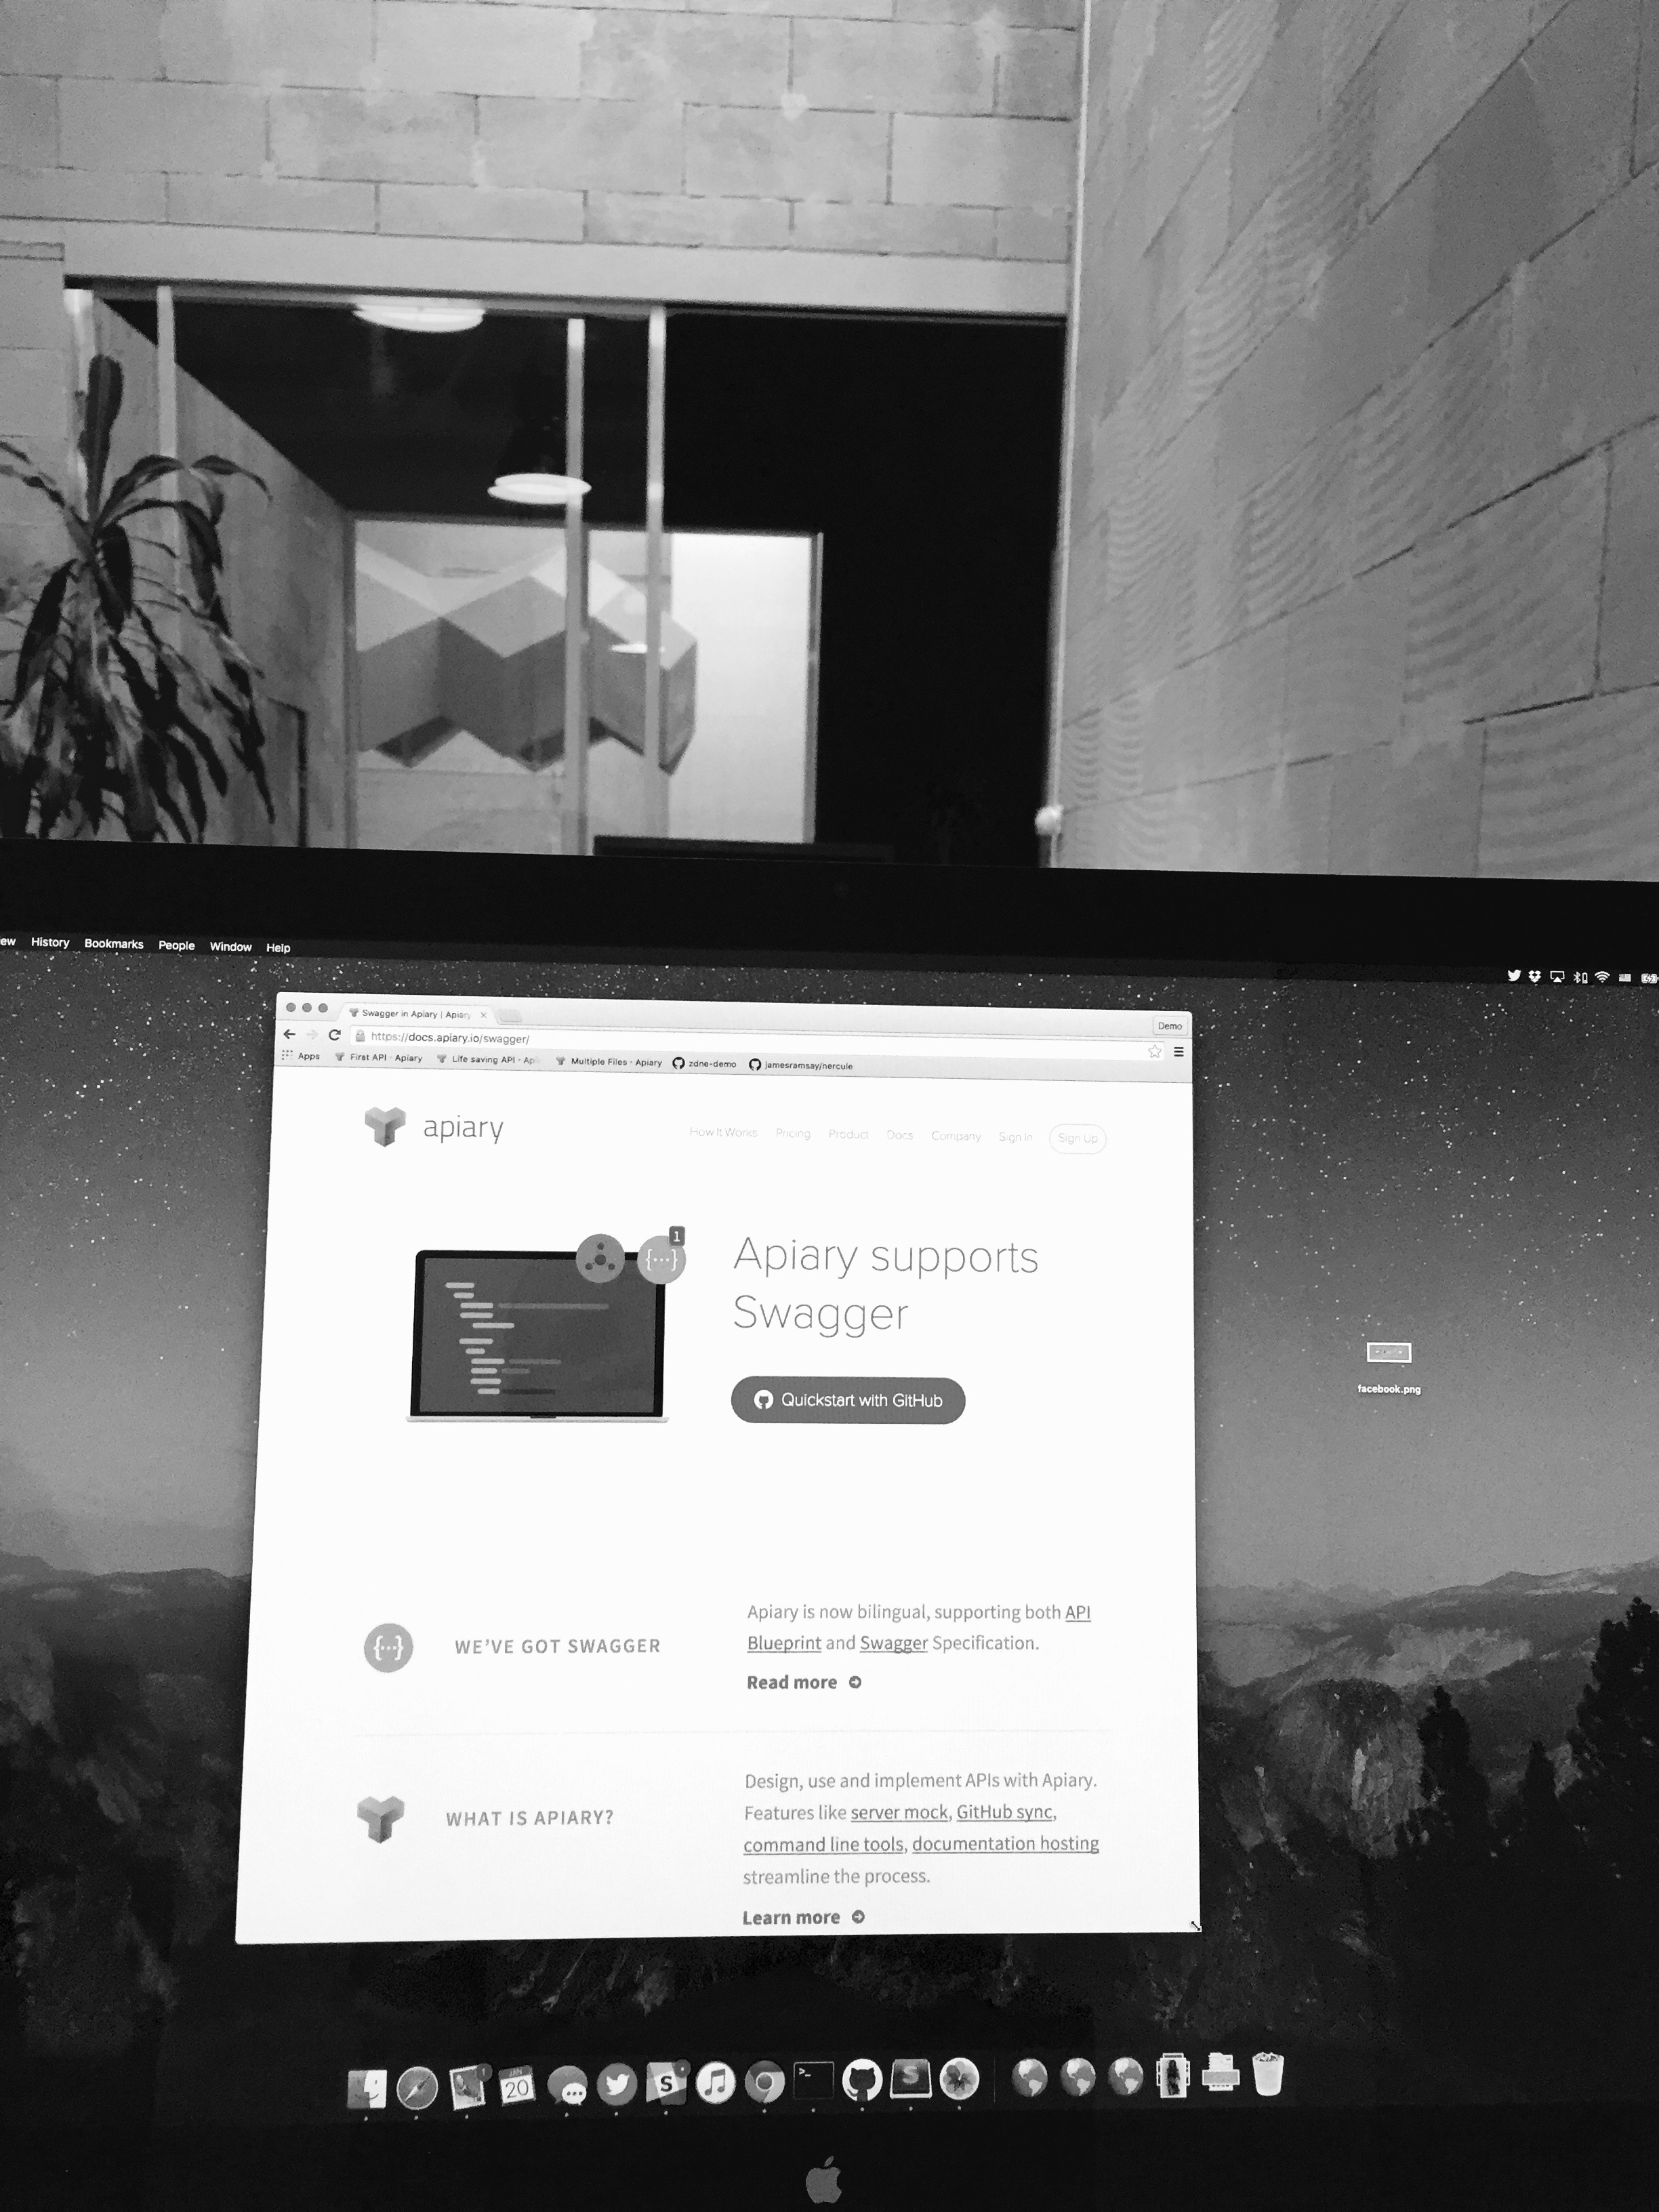 ew History Bookmarks People Window Help
Swagger in Apiary | Apiary
Demo
https://docs.apiary.io/swagger/
Apps First API · Apiary Life saving API · Ap Multiple Files · Apiary zdne-demo jamesramsay/hercule
apiary
How It Works Pricing Product Docs Company Sign In Sign Up
1
{···}
Apiary supports
Swagger
Quickstart with GitHub
facebook.png
Apiary is now bilingual, supporting both API
Blueprint and Swagger Specification.
{···} WE'VE GOT SWAGGER
Read more
Design, use and implement APIs with Apiary.
Features like server mock, GitHub sync,
WHAT IS APIARY?
command line tools, documentation hosting
streamline the process.
Learn more
JAN
20
S
>_
S